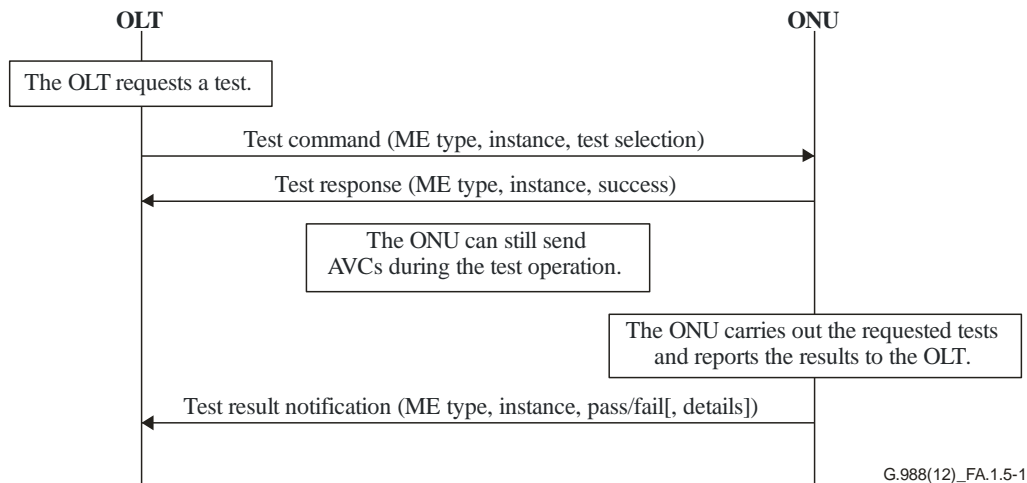 OLT
ONU
The OLT requests a test.
Test command (ME type, instance, test selection)
Test response (ME type, instance, success)
The ONU can still send
AVCs during the test operation.
The ONU carries out the requested tests
and reports the results to the OLT.
Test result notification (ME type, instance, pass/fail[, details])
G.988(12)_FA.1.5-1